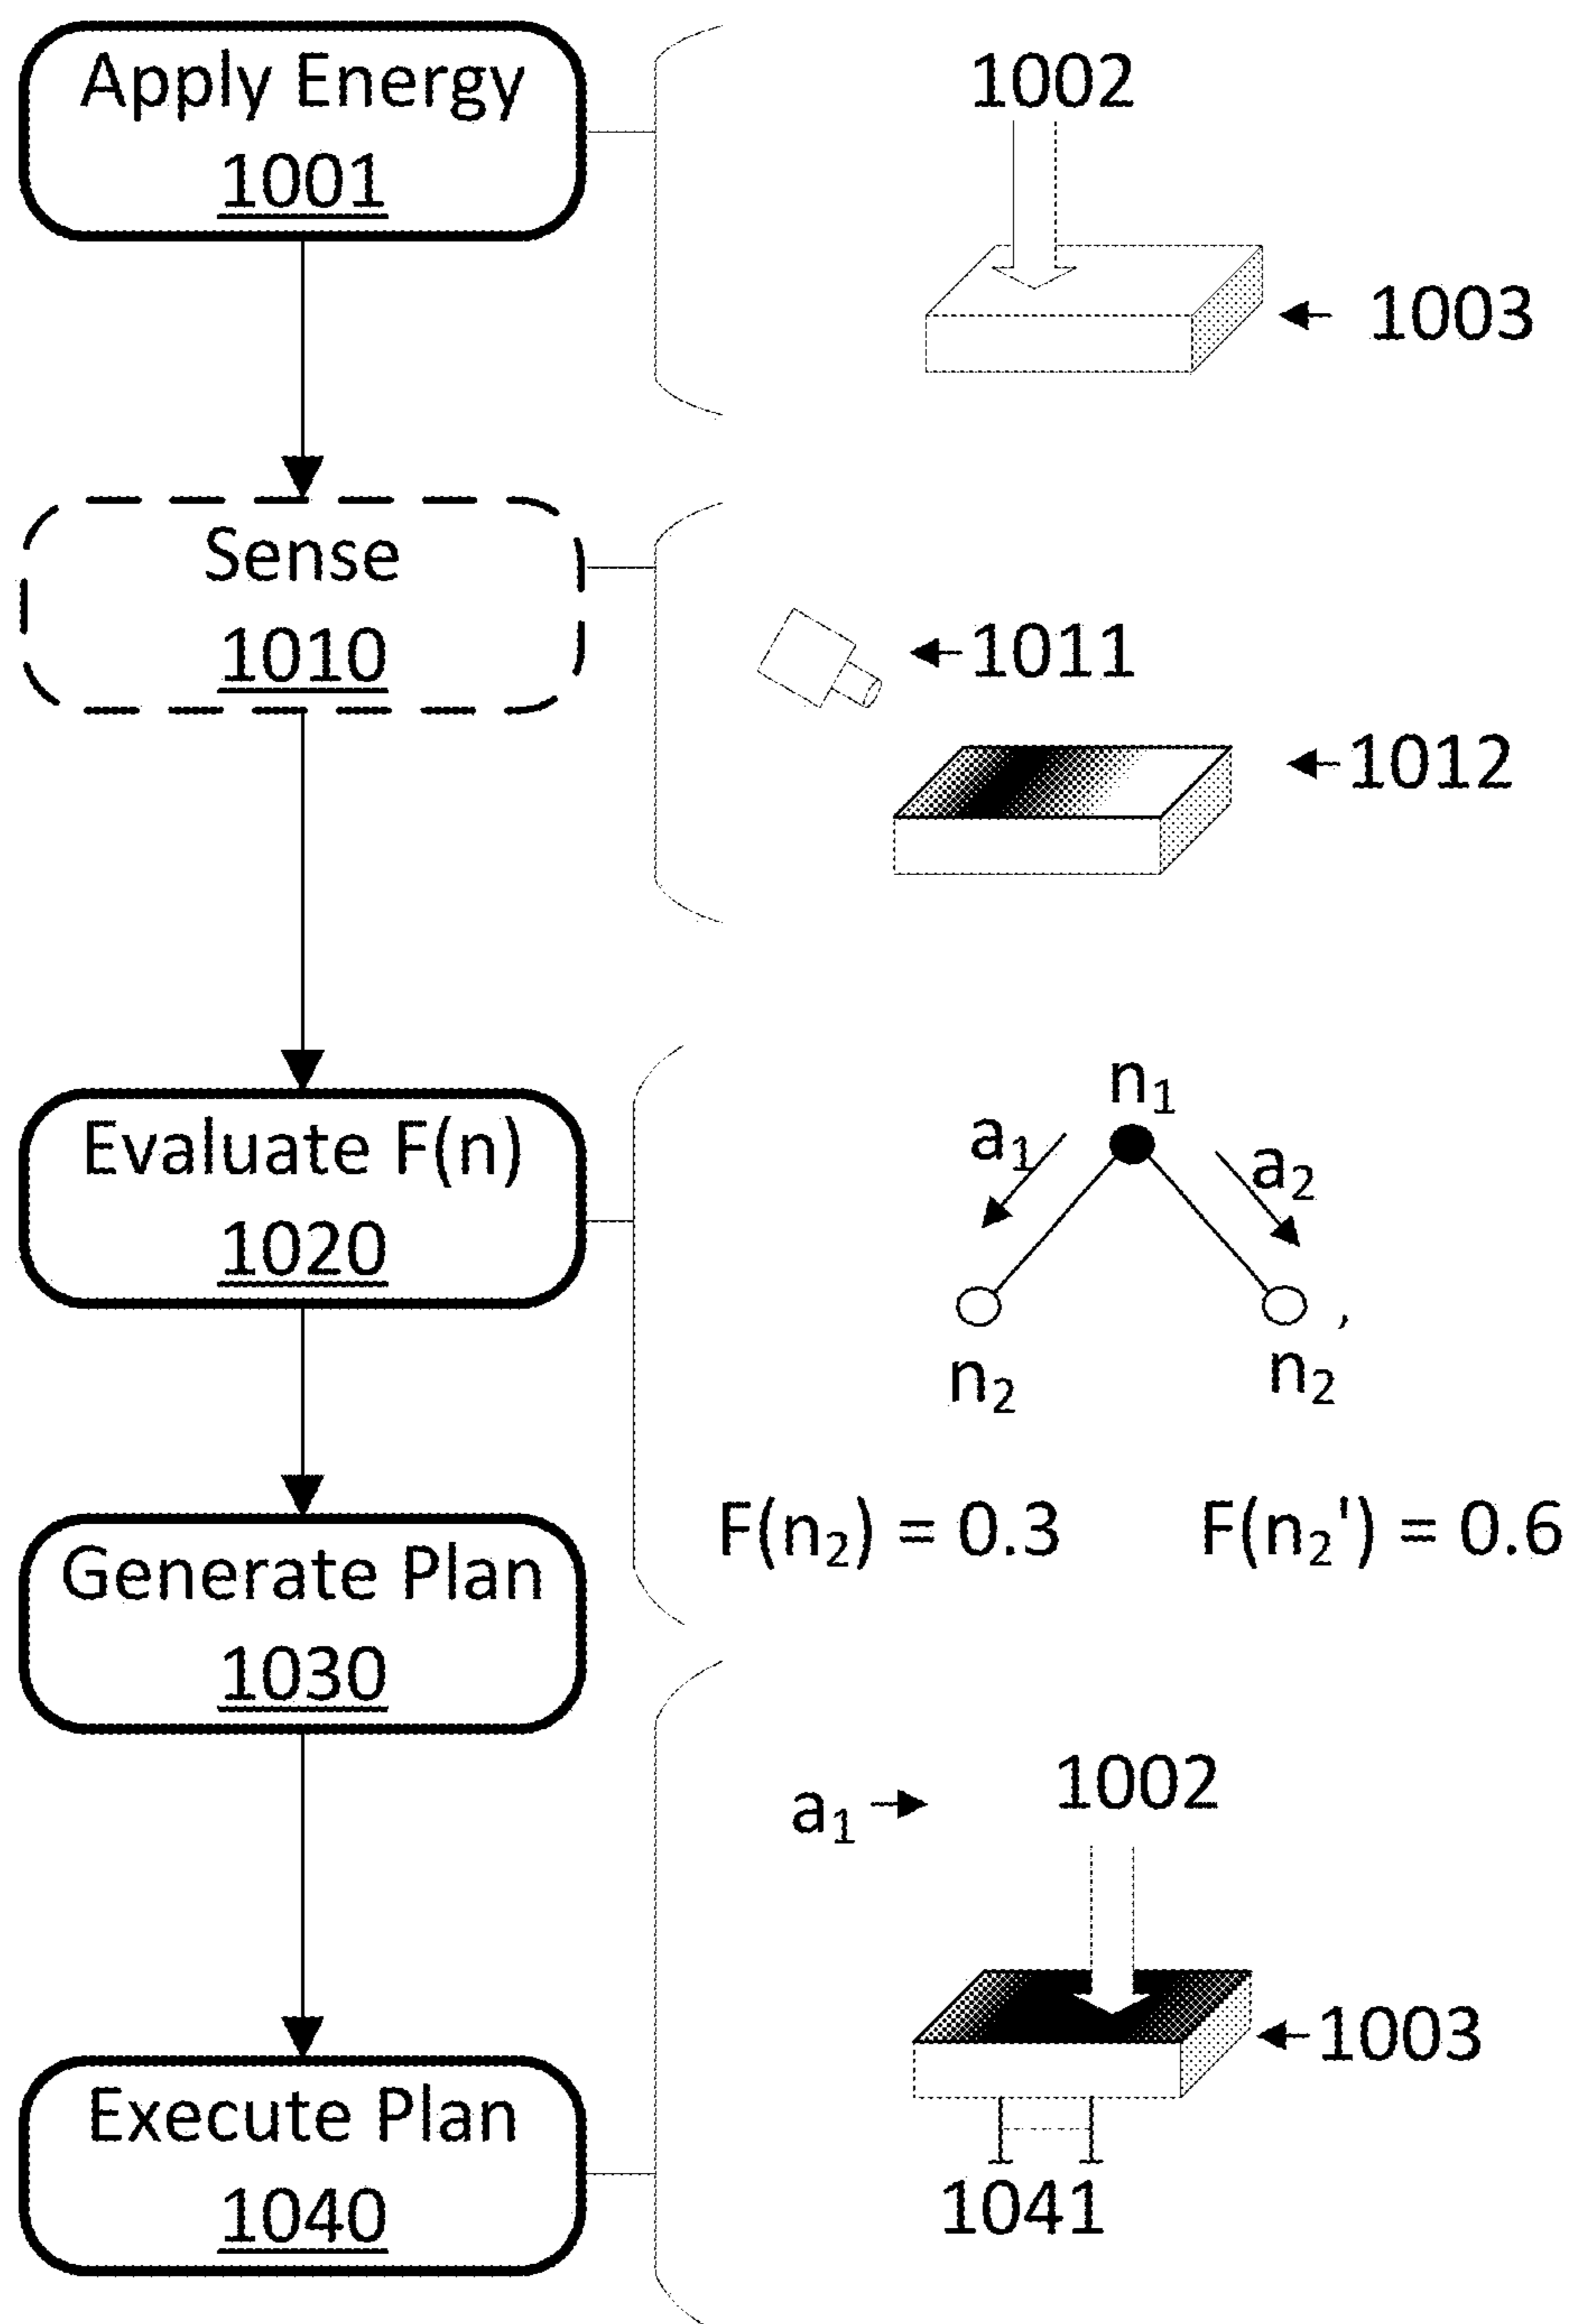 Apply Energy
1001
1002
1003
Sense
1010
1011
1012
Evaluate F(n)
1020
n₁
a₁
a₂
n₂
n₂
,
F(n₂) = 0.3
F(n₂') = 0.6
Generate Plan
1030
a₁
1002
1003
1041
Execute Plan
1040